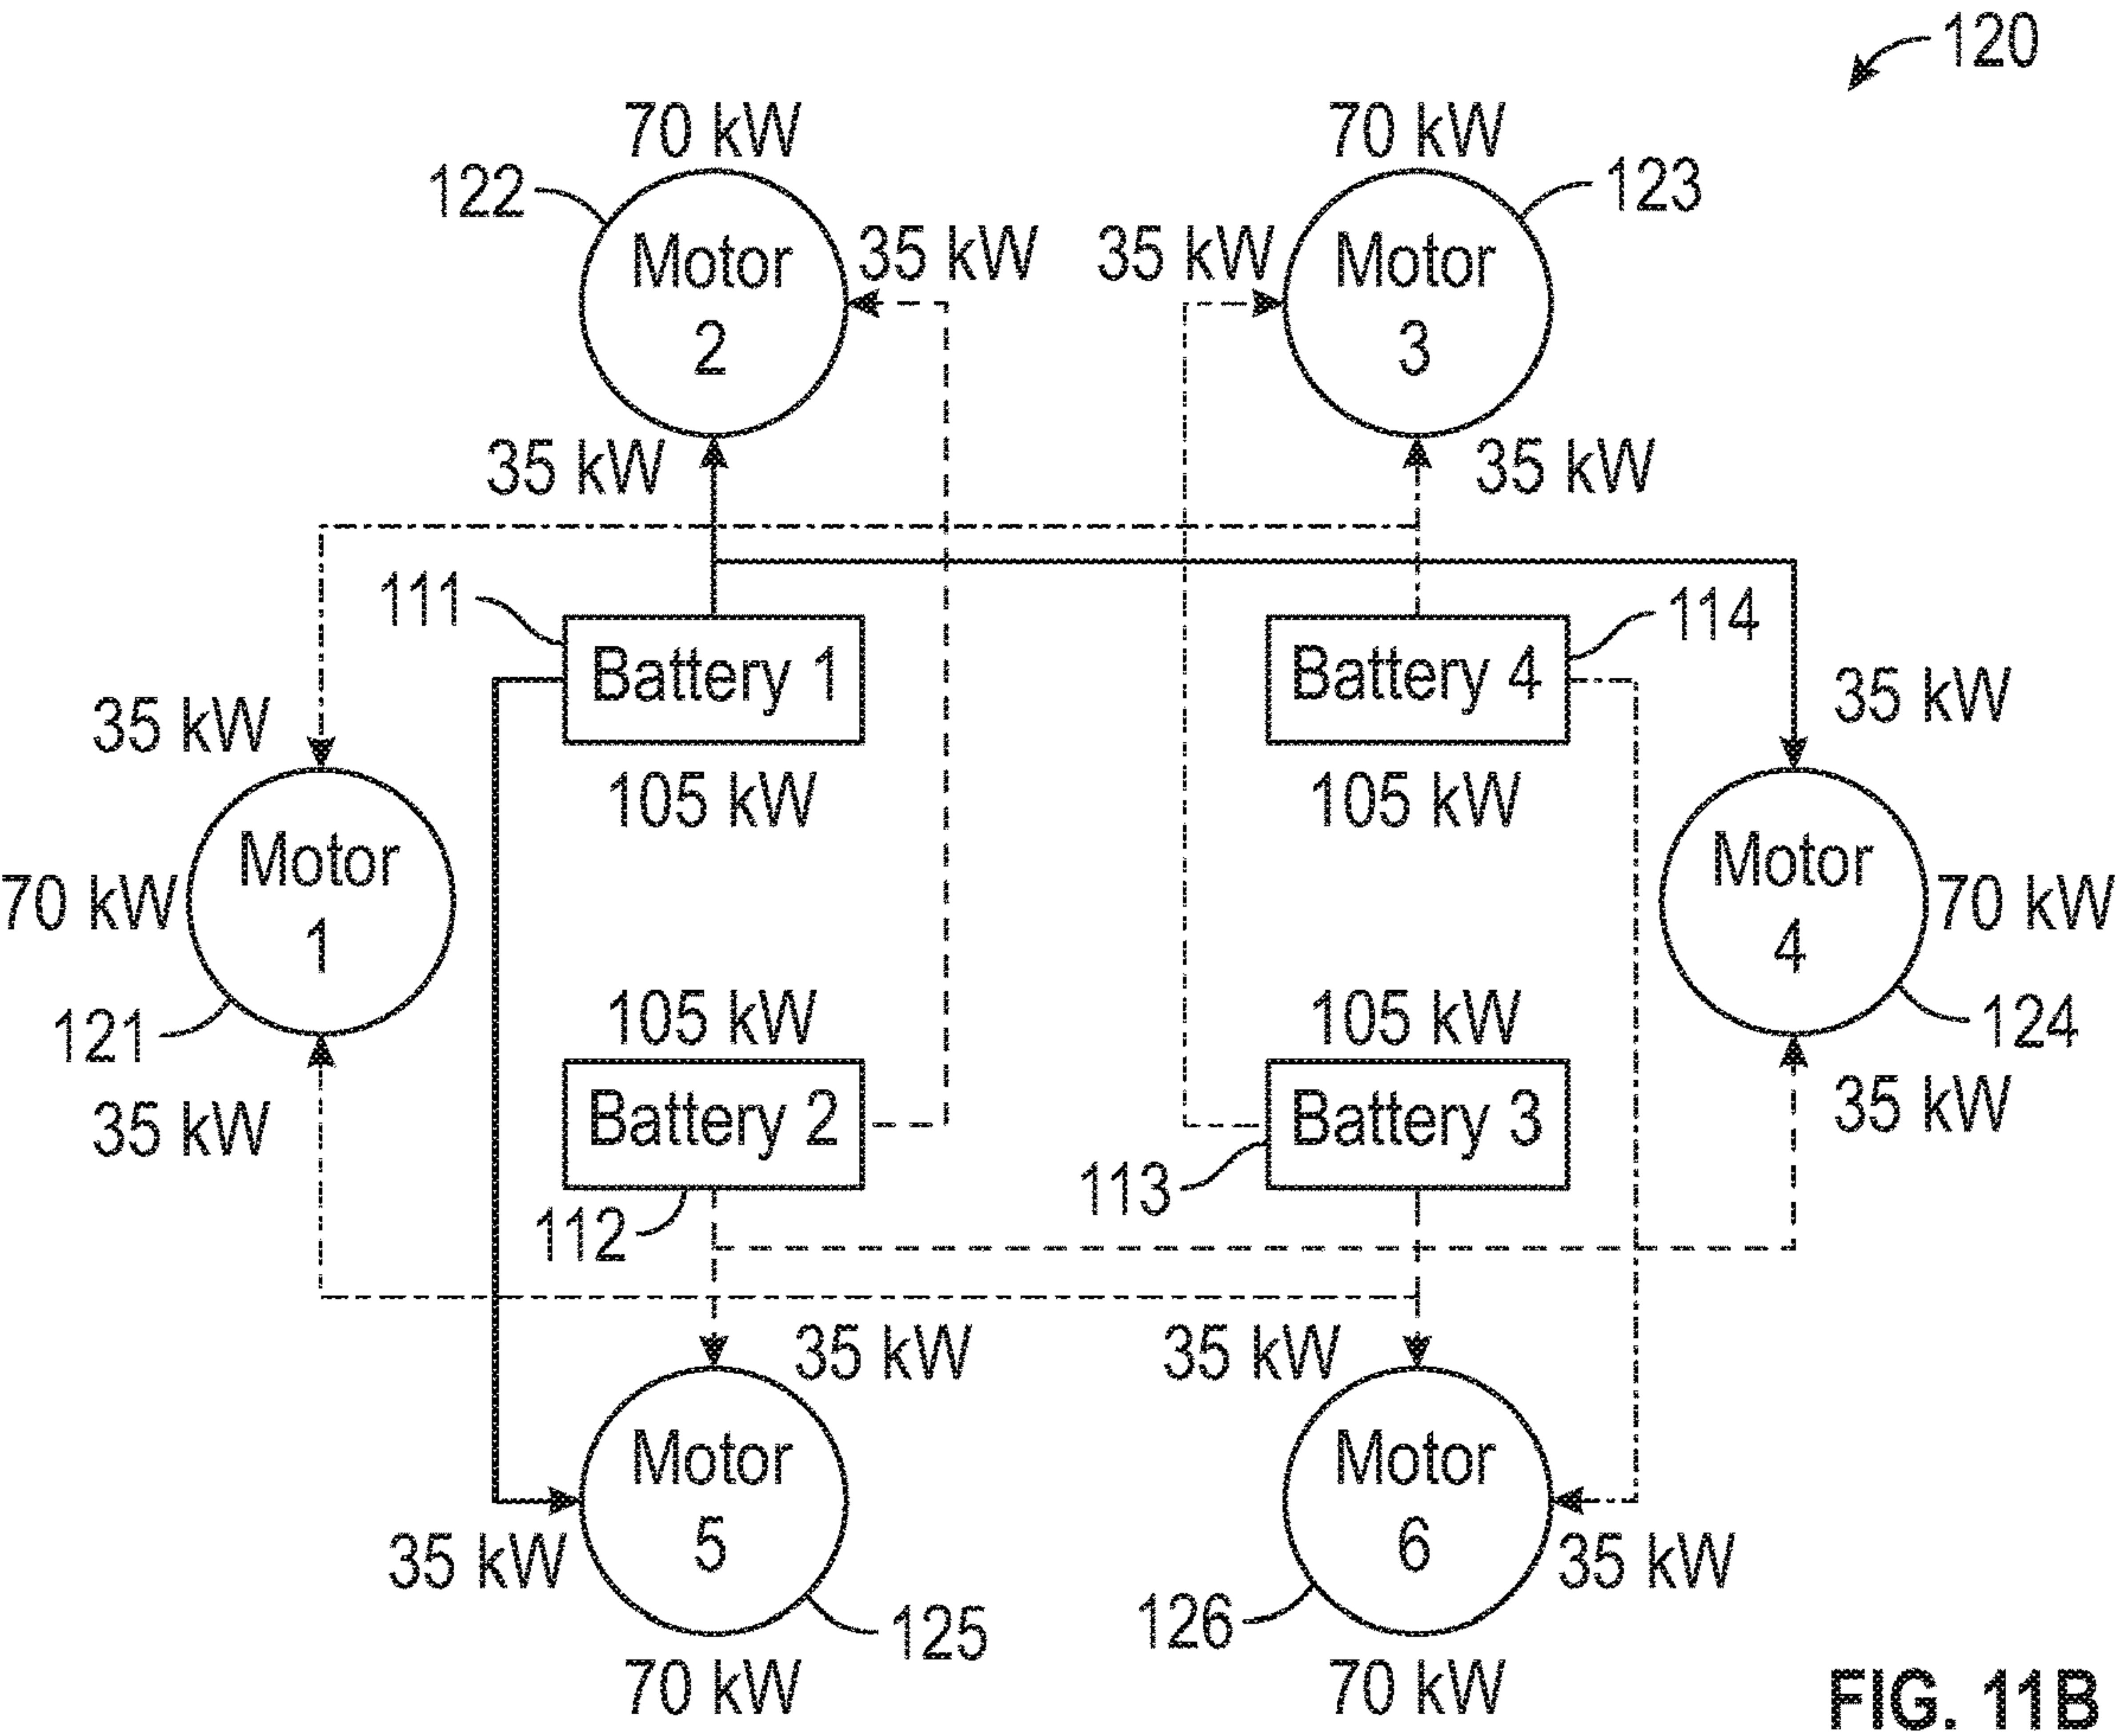 120
70 kW
70 kW
122
123
Motor
2
35 kW
35 kW
Motor
3
35 kW
35 kW
111
114
Battery 1
Battery 4
35 kW
35 kW
105 kW
105 kW
Motor
1
70 kW
Motor
4
70 kW
121
105 kW
105 kW
124
35 kW
Battery 2
Battery 3
35 kW
112
113
35 kW
35 kW
Motor
5
Motor
6
35 kW
35 kW
125
126
70 kW
70 kW
FIG. 11B